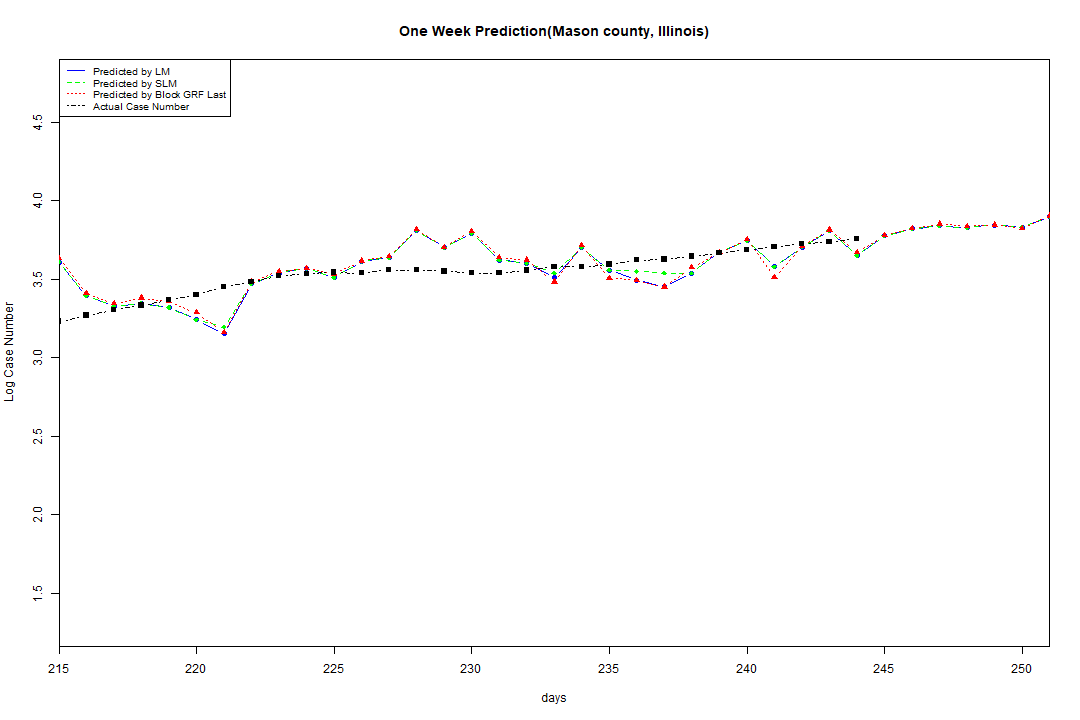 One Week Prediction(Mason county, Illinois)
Predicted by LM
Predicted by SLM
Predicted by Block GRF Last
Actual Case Number
4.5
4.0
3.5
3.0
2.5
2.0
1.5
Log Case Number
215 220 225 230 235 240 245 250
days